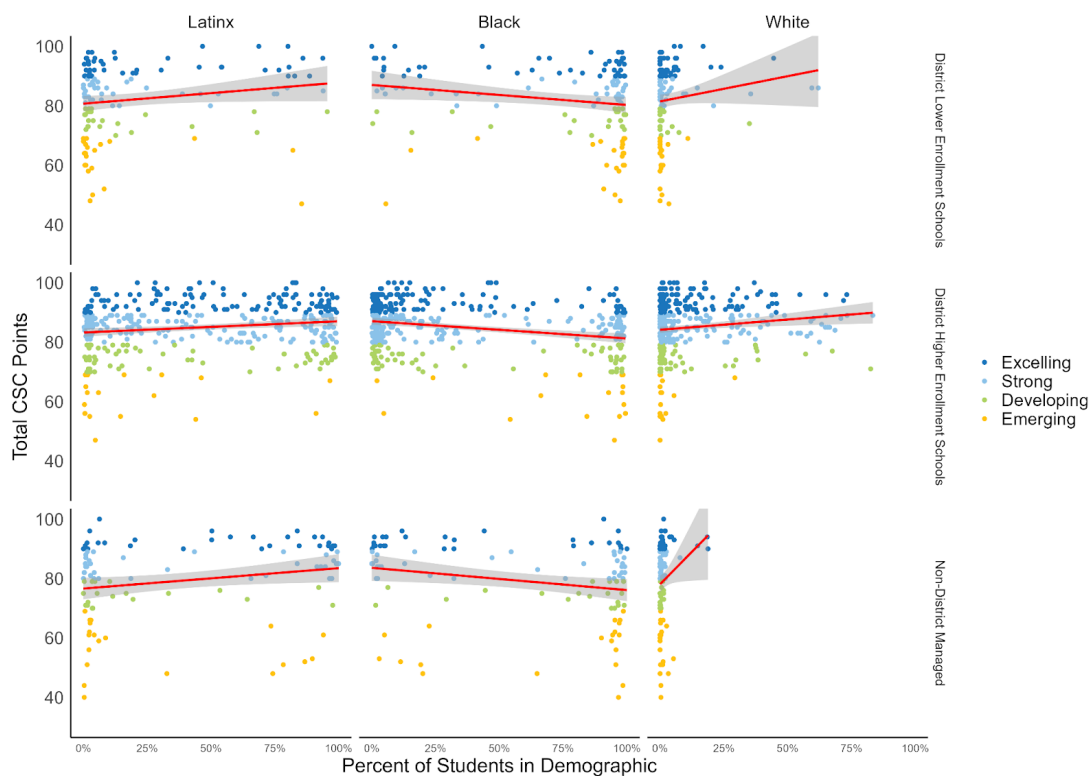 Latinx
Black
White
100
80
60
40
District Lower Enrollment Schools
100
80
60
40
District Higher Enrollment Schools
100
80
60
40
Non-District Managed
Total CSC Points
0% 25% 50% 75% 100%
0% 25% 50% 75% 100%
0% 25% 50% 75% 100%
Percent of Students in Demographic
Excelling
Strong
Developing
Emerging